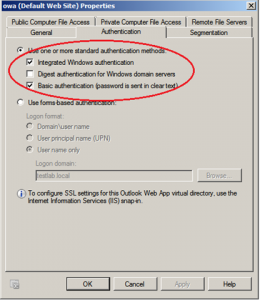 owa (Default Web Site) Properties
Public Computer File Access Private Computer File Access Remote File Servers
General Authentication Segmentation
Use one or more standard authentication methods:
Integrated Windows authentication
Digest authentication for Windows domain servers
Basic authentication (password is sent in clear text)
Use forms-based authentication:
Logon format:
Domain\user name
User principal name (UPN)
User name only
Logon domain:
testlab.local Browse...
To configure SSL settings for this Outlook Web App virtual directory, use the
Internet Information Services (IIS) snap-in.
OK Cancel Apply Help